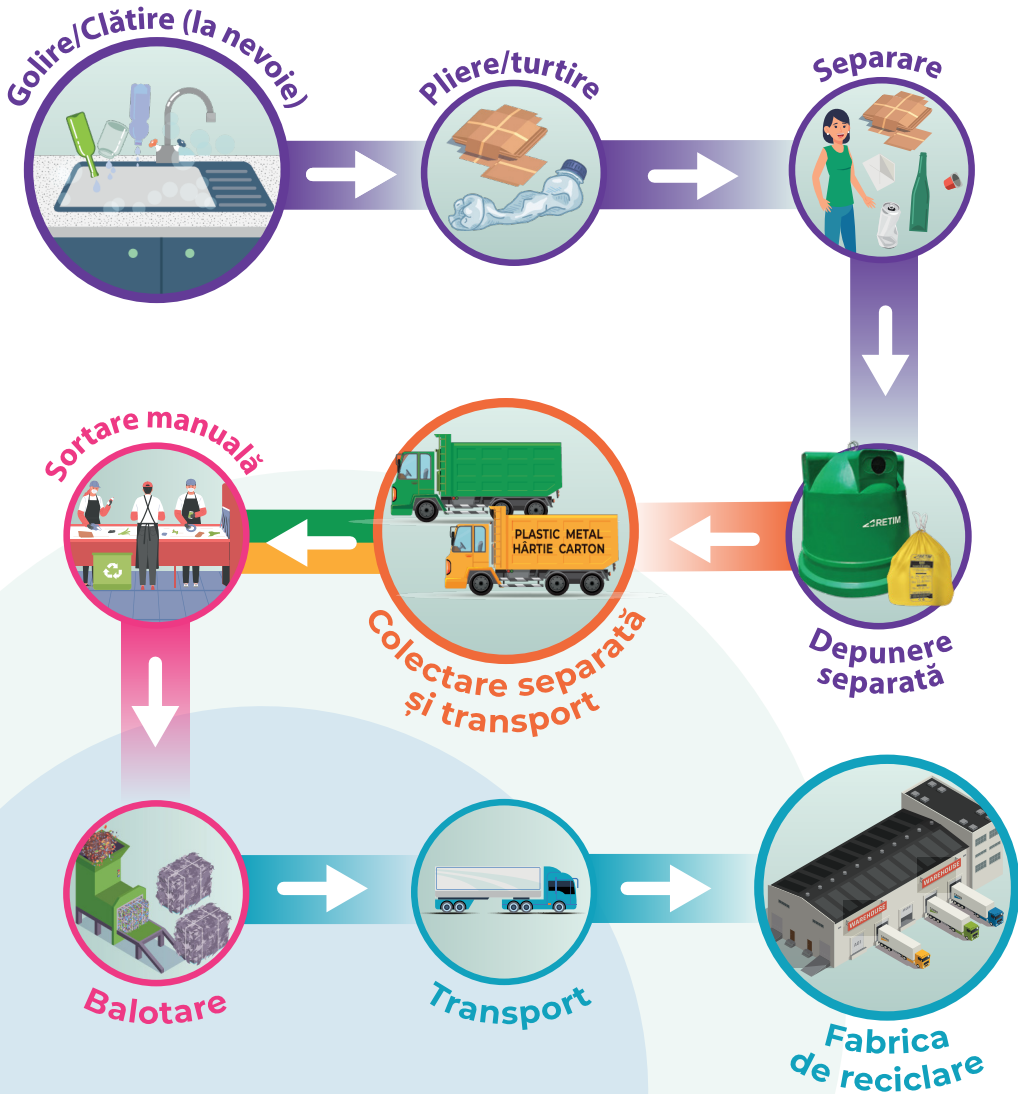 Golire/Clătire (la nevoie)
Pliere/turtire
Separare
Sortare manuală
PLASTIC METAL
HÂRTIE CARTON
RETIM
Colectare separată
și transport
Depunere
separată
WAREHOUSE
WAREHOUSE
Balotare
Transport
Fabrica
de reciclare